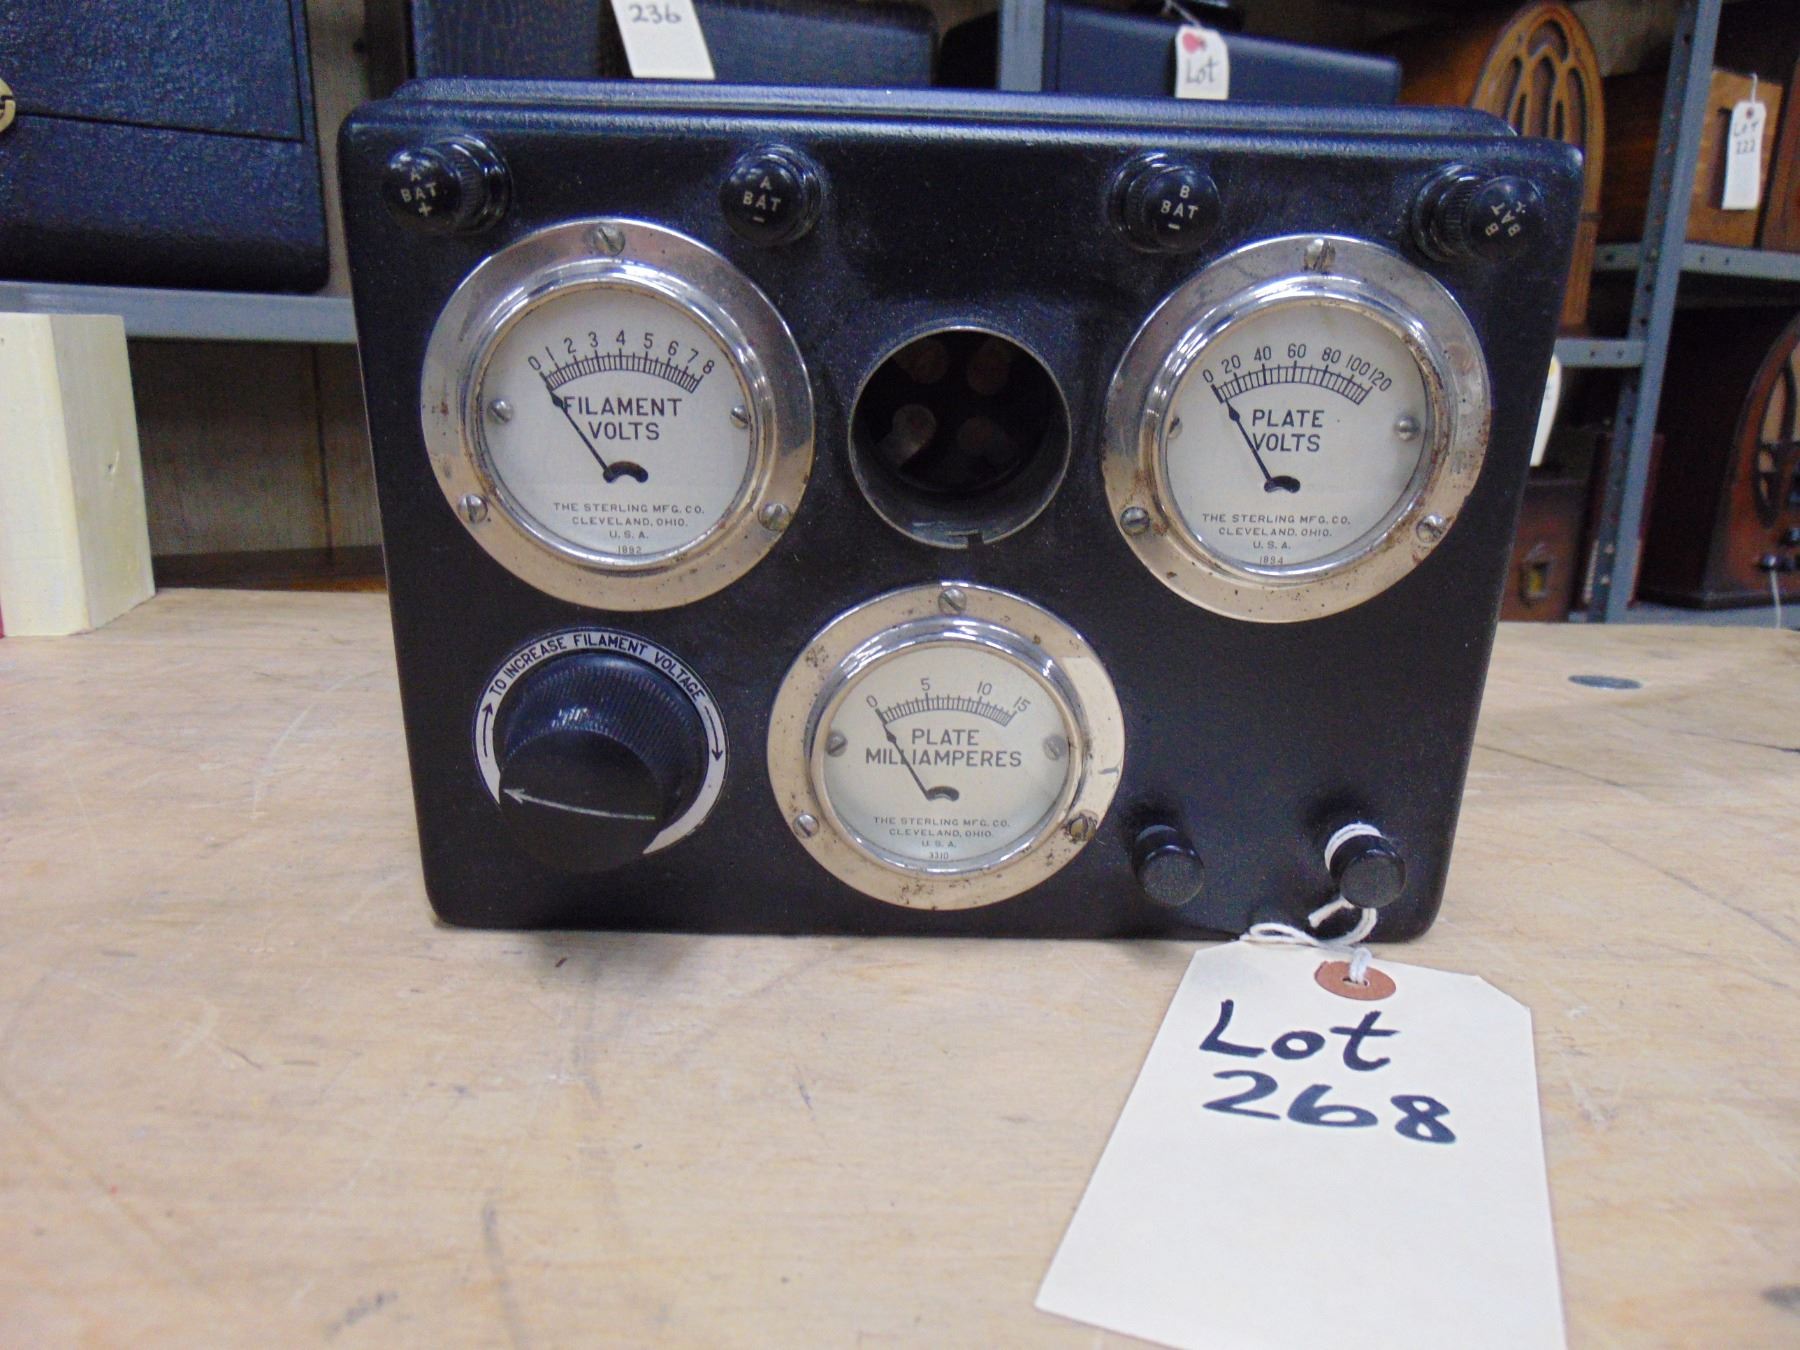 236
Lot
Lot
222
A
BAT
+
A
BAT
-
B
BAT
-
B
BAT
0 1 2 3 4 5 6 7 8
FILAMENT
VOLTS
THE STERLING MFG. CO.
CLEVELAND, OHIO.
U. S. A.
1892
0 20 40 60 80 100 120
PLATE
VOLTS
THE STERLING MFG. CO.
CLEVELAND, OHIO.
U. S. A.
1894
TO INCREASE FILAMENT VOLTAGE
0 5 10 15
PLATE
MILLIAMPERES
THE STERLING MFG. CO.
CLEVELAND, OHIO.
U. S. A.
3310
Lot
268